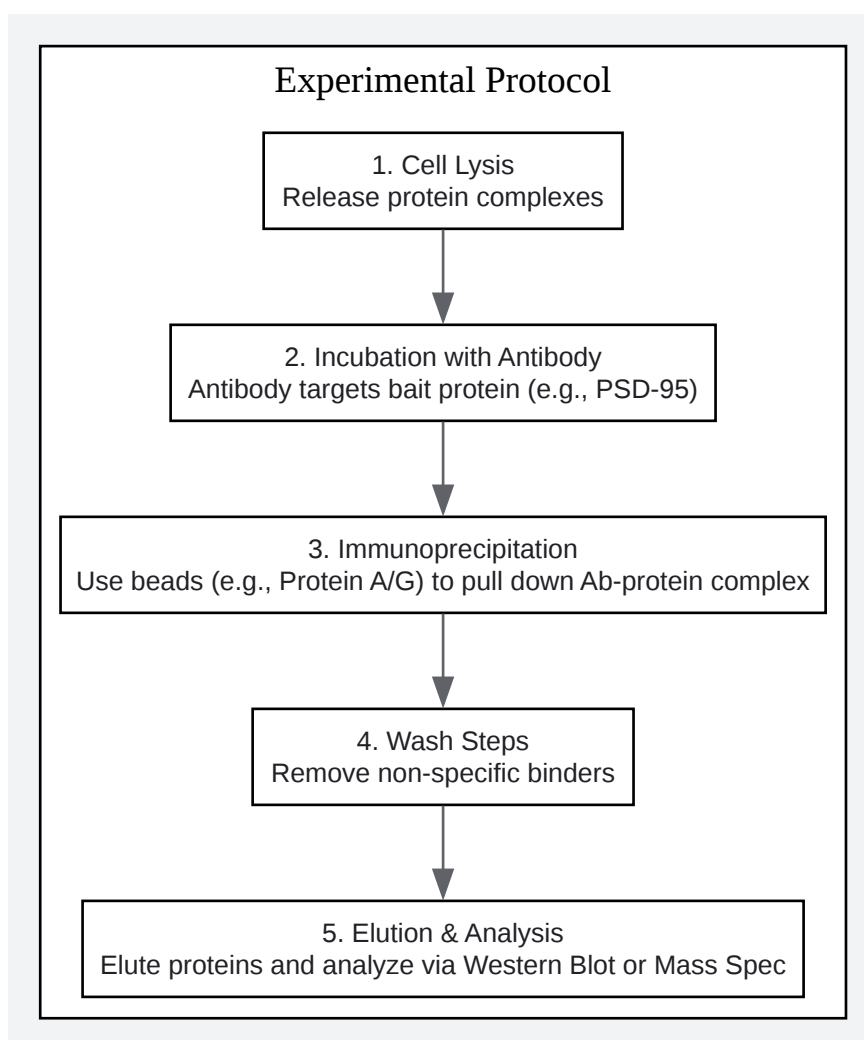 Experimental Protocol
1. Cell Lysis
Release protein complexes
2. Incubation with Antibody
Antibody targets bait protein (e.g., PSD-95)
3. Immunoprecipitation
Use beads (e.g., Protein A/G) to pull down Ab-protein complex
4. Wash Steps
Remove non-specific binders
5. Elution & Analysis
Elute proteins and analyze via Western Blot or Mass Spec